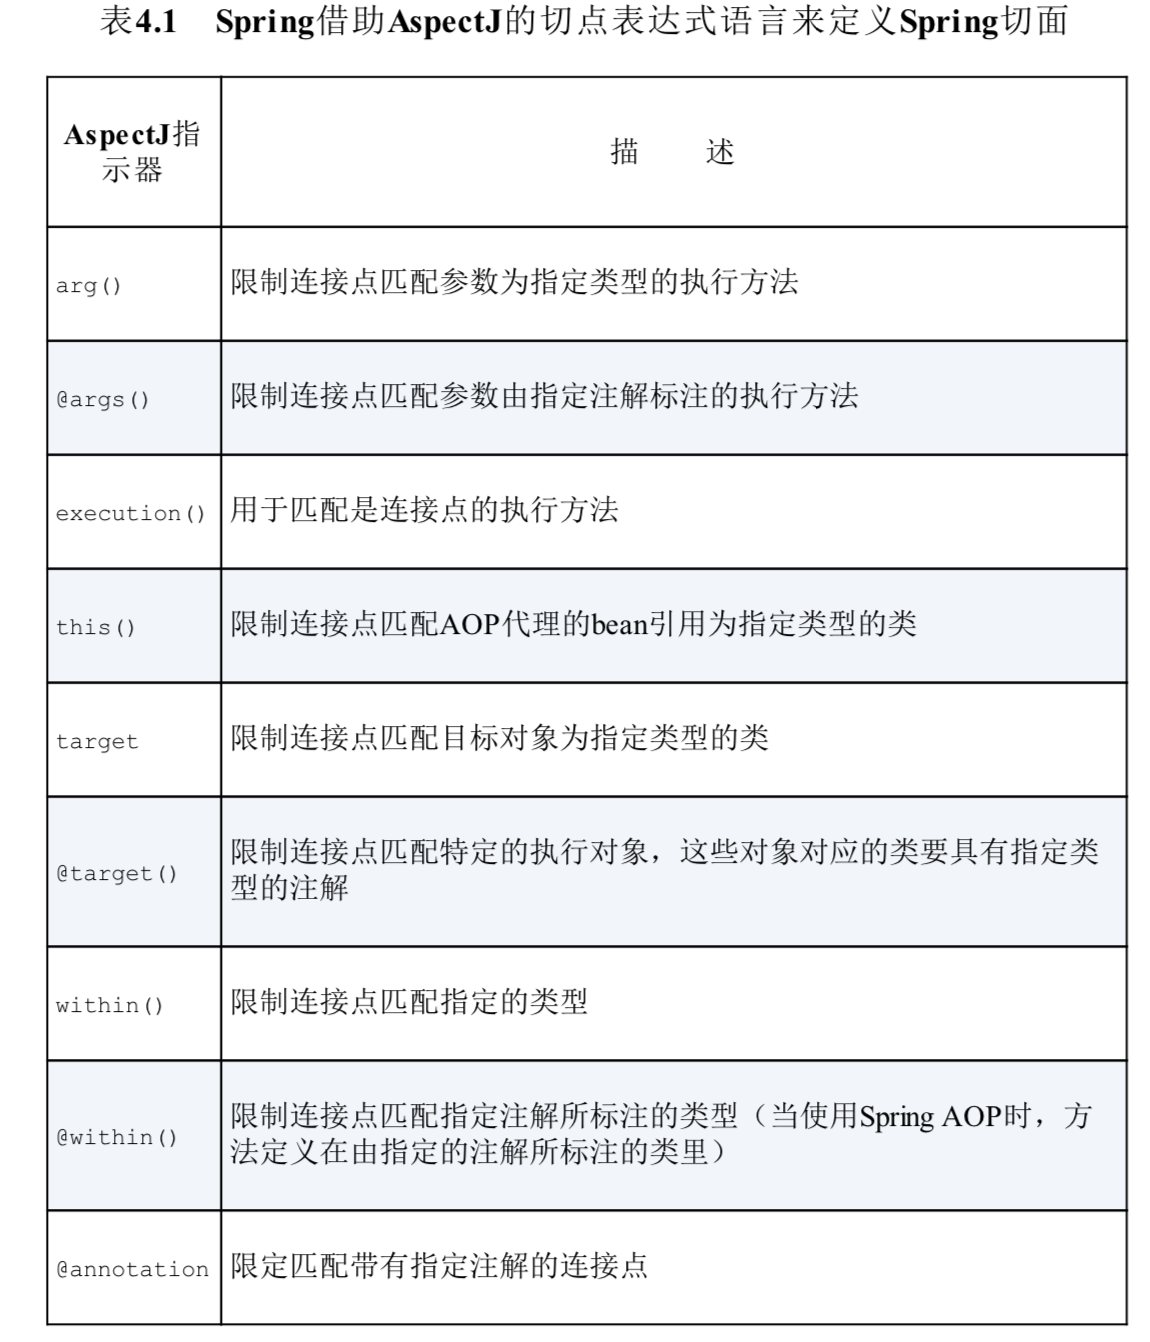 表4.1 Spring借助AspectJ的切点表达式语言来定义Spring切面
AspectJ指
示器
描 述
arg()
限制连接点匹配参数为指定类型的执行方法
@args()
限制连接点匹配参数由指定注解标注的执行方法
execution()
用于匹配是连接点的执行方法
this()
限制连接点匹配AOP代理的bean引用为指定类型的类
target
限制连接点匹配目标对象为指定类型的类
@target()
限制连接点匹配特定的执行对象，这些对象对应的类要具有指定类
型的注解
within()
限制连接点匹配指定的类型
@within()
限制连接点匹配指定注解所标注的类型（当使用Spring AOP时，方
法定义在由指定的注解所标注的类里）
@annotation
限定匹配带有指定注解的连接点